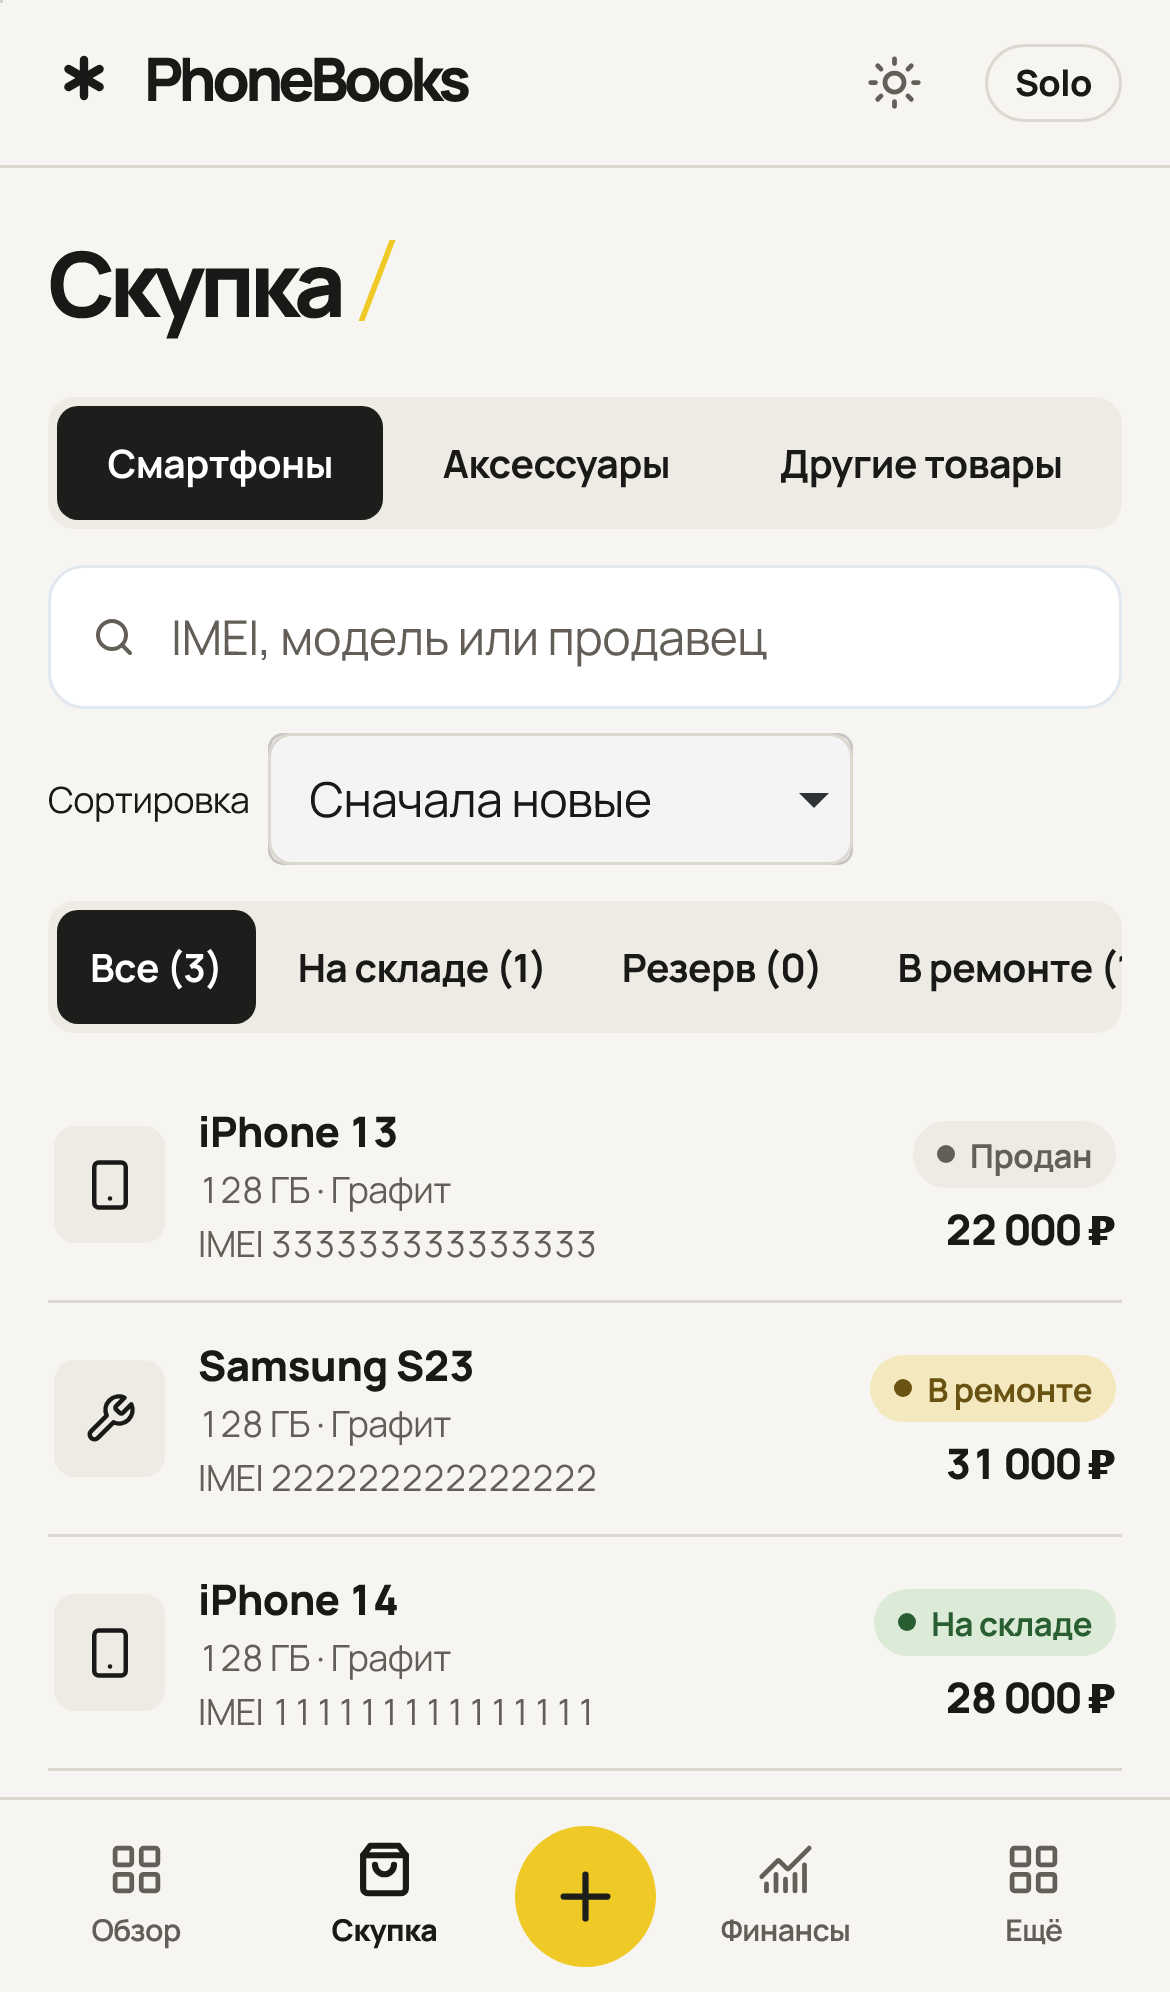 PhoneBooks
Solo
Скупка /
Смартфоны Аксессуары Другие товары
IMEI, модель или продавец
Сортировка Сначала новые
Все (3) На складе (1) Резерв (0) В ремонте (
iPhone 13
Продан
128 ГБ · Графит
IMEI 333333333333333
22 000 ₽
Samsung S23
В ремонте
128 ГБ · Графит
IMEI 222222222222222
31 000 ₽
iPhone 14
На складе
128 ГБ · Графит
IMEI 111111111111111
28 000 ₽
Обзор Скупка Финансы Ещё